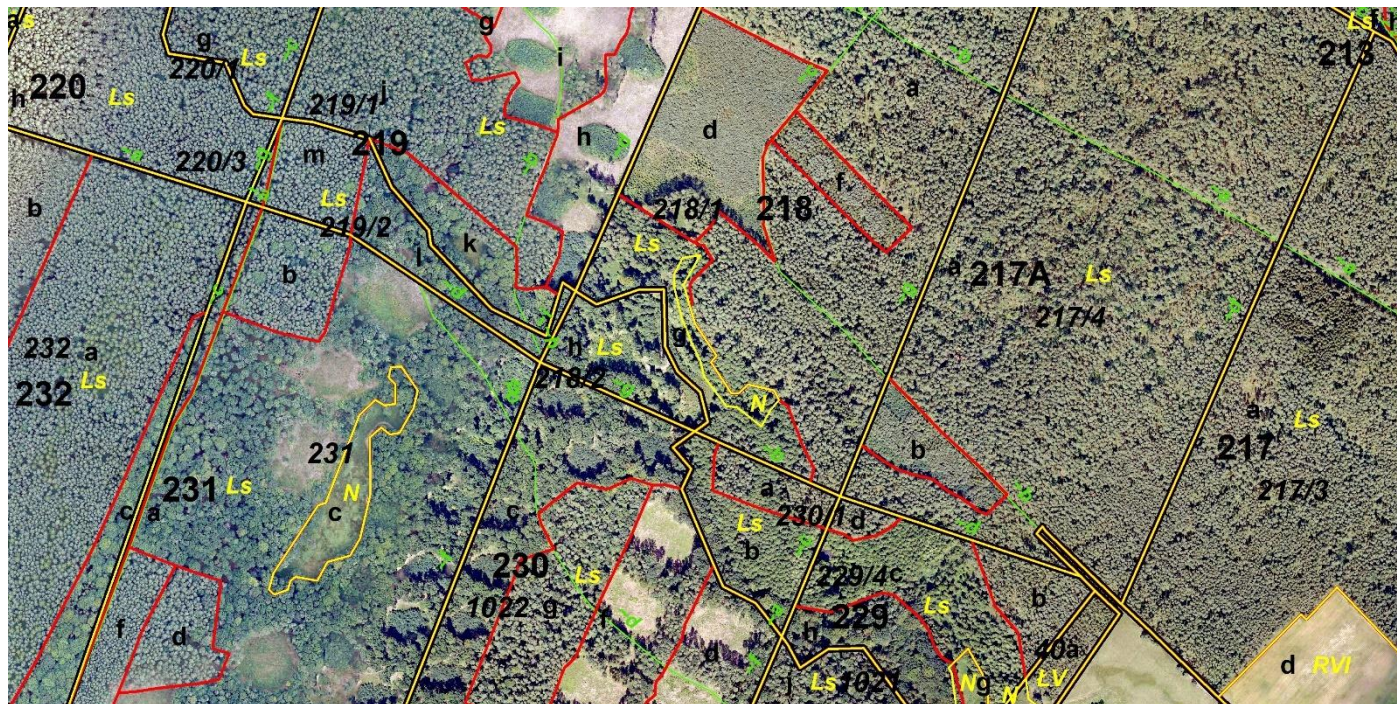 a
s
g
220/1
Ls
220
h
Ls
219/1
j
219
220/3
m
Ls
219/2
g
i
Ls
h
d
a
213
Ls
f
218/1
218
Ls
b
b
l
k
a
217A
Ls
217/4
g
h
Ls
218/2
232
a
Ls
232
N
a
Ls
217
217/3
231
N
c
231
Ls
c
a
b
a
230/1
d
Ls
b
c
230
Ls
1022
g
f
d
229/4
c
229
Ls
h
b
40
a
f
d
j
Ls
1021
N
g
N
LV
d
RVI